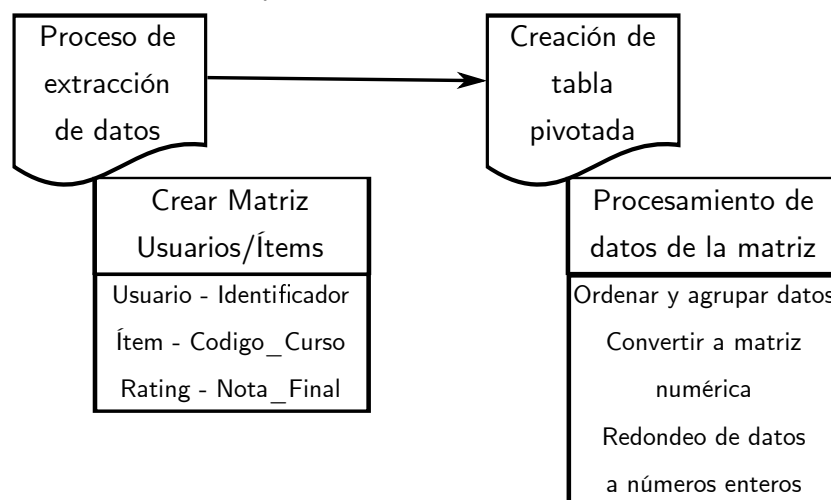 Proceso de
extracción
de datos
Creación de
tabla
pivotada
Crear Matriz
Usuarios/Ítems
Usuario - Identificador
Ítem - Codigo_Curso
Rating - Nota_Final
Procesamiento de
datos de la matriz
Ordenar y agrupar datos
Convertir a matriz
numérica
Redondeo de datos
a números enteros